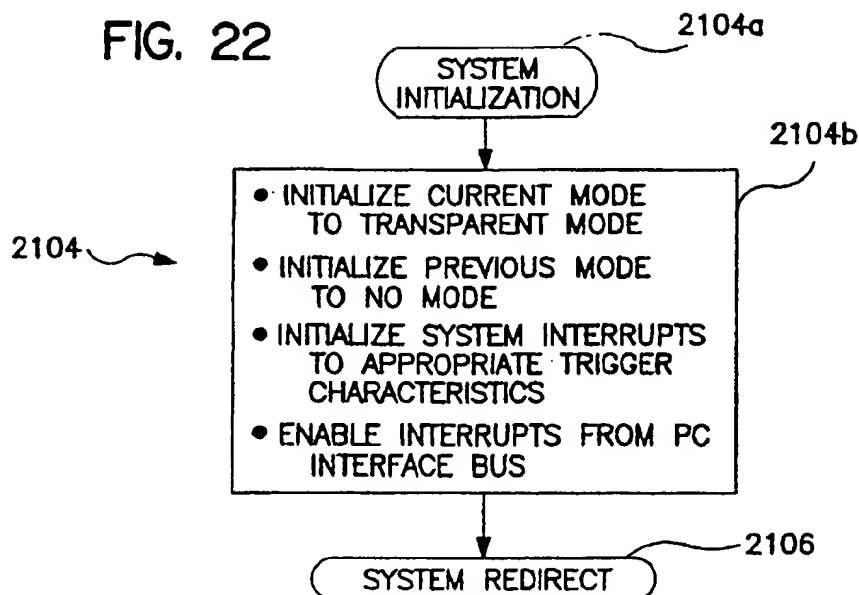 FIG. 22
2104a
SYSTEM
INITIALIZATION
2104b
2104
• INITIALIZE CURRENT MODE
TO TRANSPARENT MODE
• INITIALIZE PREVIOUS MODE
TO NO MODE
• INITIALIZE SYSTEM INTERRUPTS
TO APPROPRIATE TRIGGER
CHARACTERISTICS
• ENABLE INTERRUPTS FROM PC
INTERFACE BUS
2106
SYSTEM REDIRECT